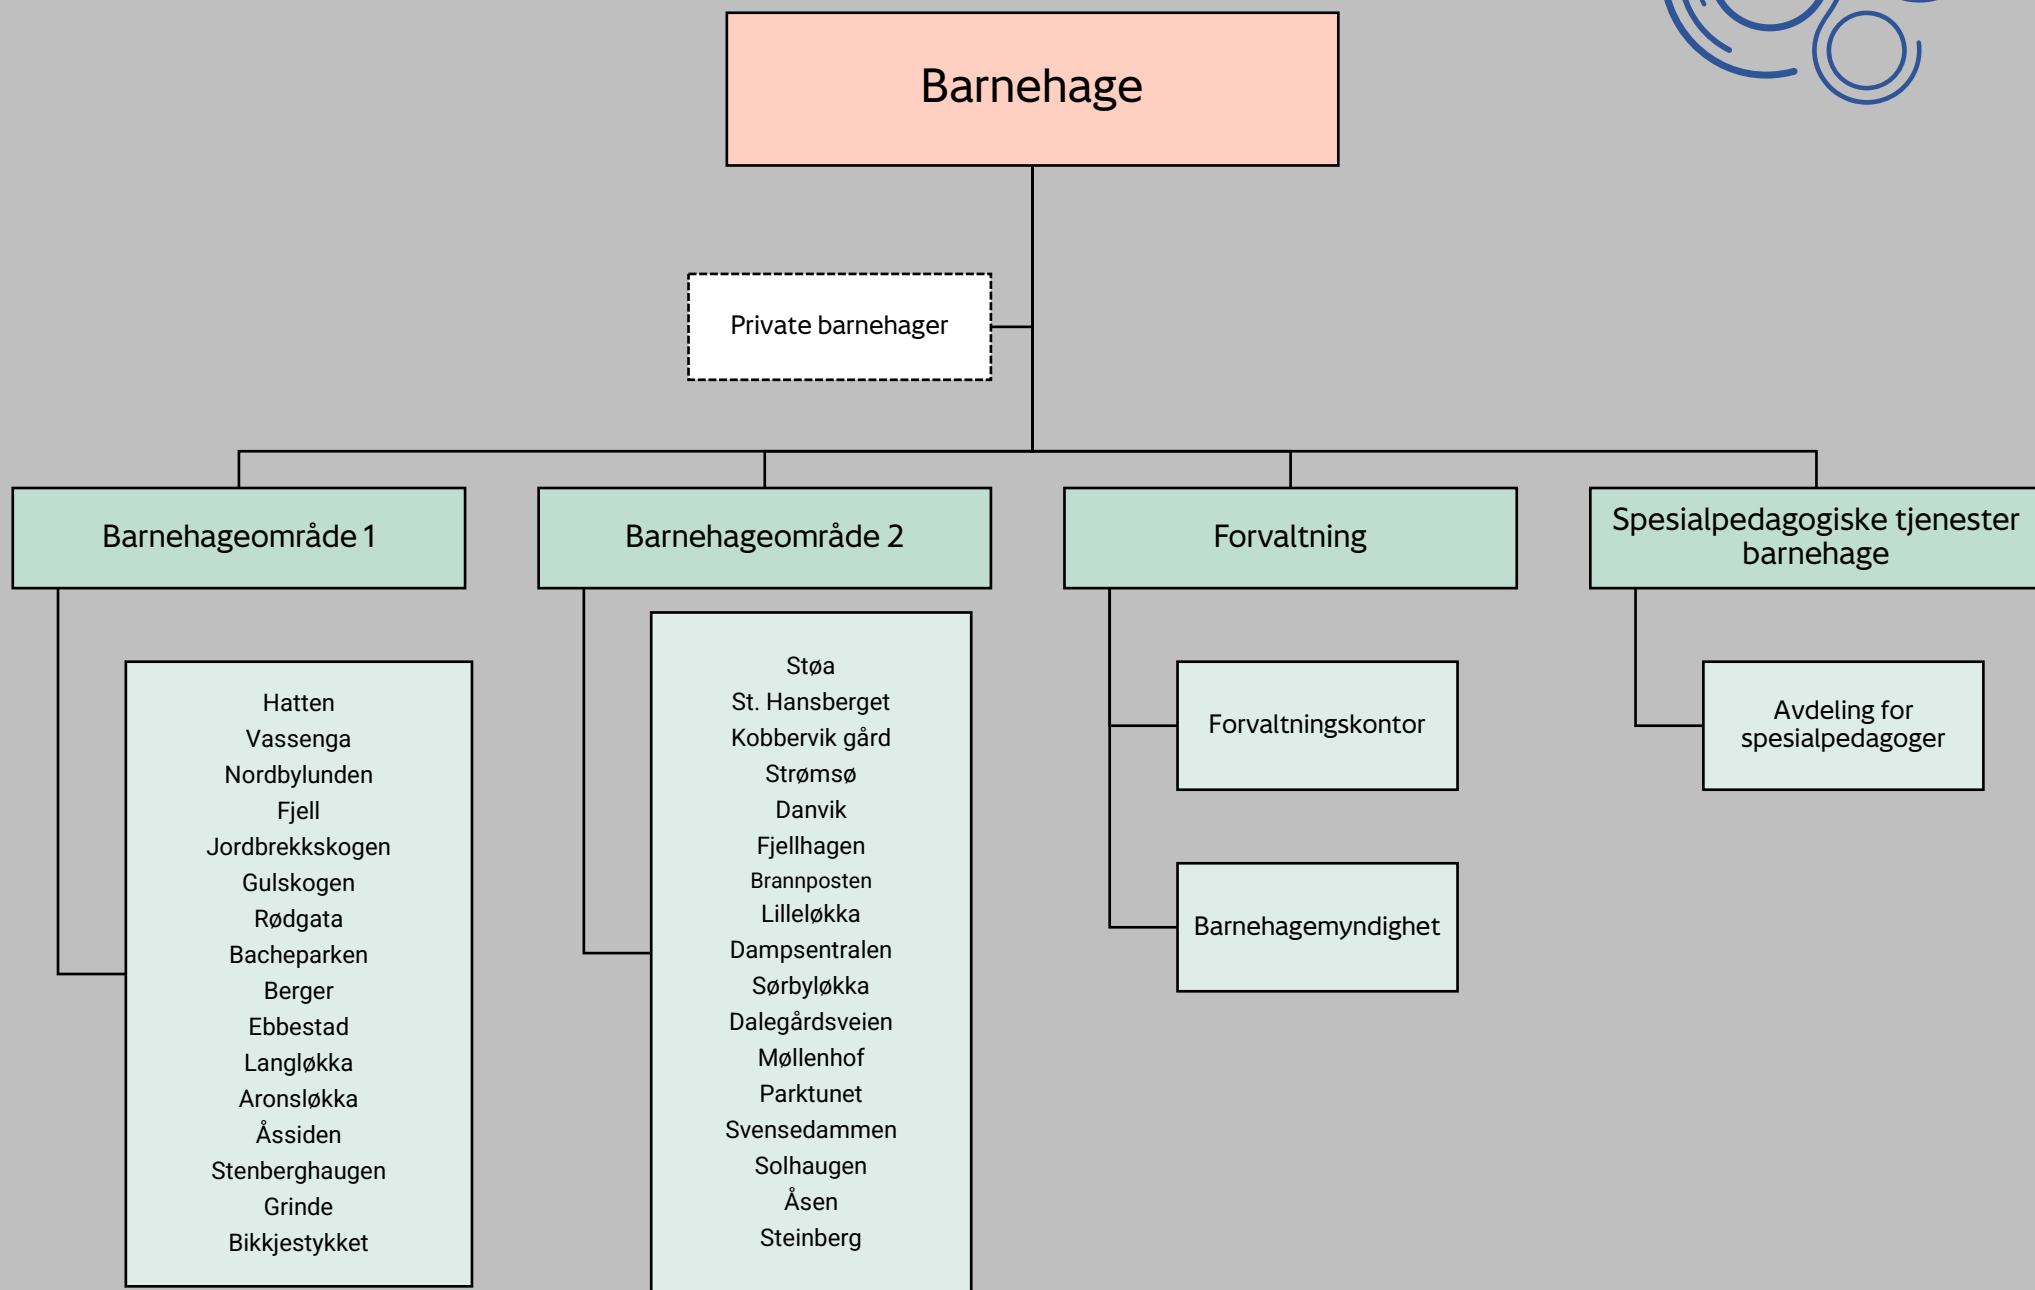 Barnehage
Private barnehager
Barnehageområde 1
Hatten
Vassenga
Nordbylunden
Fjell
Jordbrekkskogen
Gulskogen
Rødgata
Bacheparken
Berger
Ebbestad
Langløkka
Aronsløkka
Åssiden
Stenberghaugen
Grinde
Bikkjestykket
Barnehageområde 2
Støa
St. Hansberget
Kobbervik gård
Strømsø
Danvik
Fjellhagen
Brannposten
Lilleløkka
Dampsentralen
Sørbyløkka
Dalegårdsveien
Møllenhof
Parktunet
Svensedammen
Solhaugen
Åsen
Steinberg
Forvaltning
Forvaltningskontor
Barnehagemyndighet
Spesialpedagogiske tjenester
barnehage
Avdeling for
spesialpedagoger